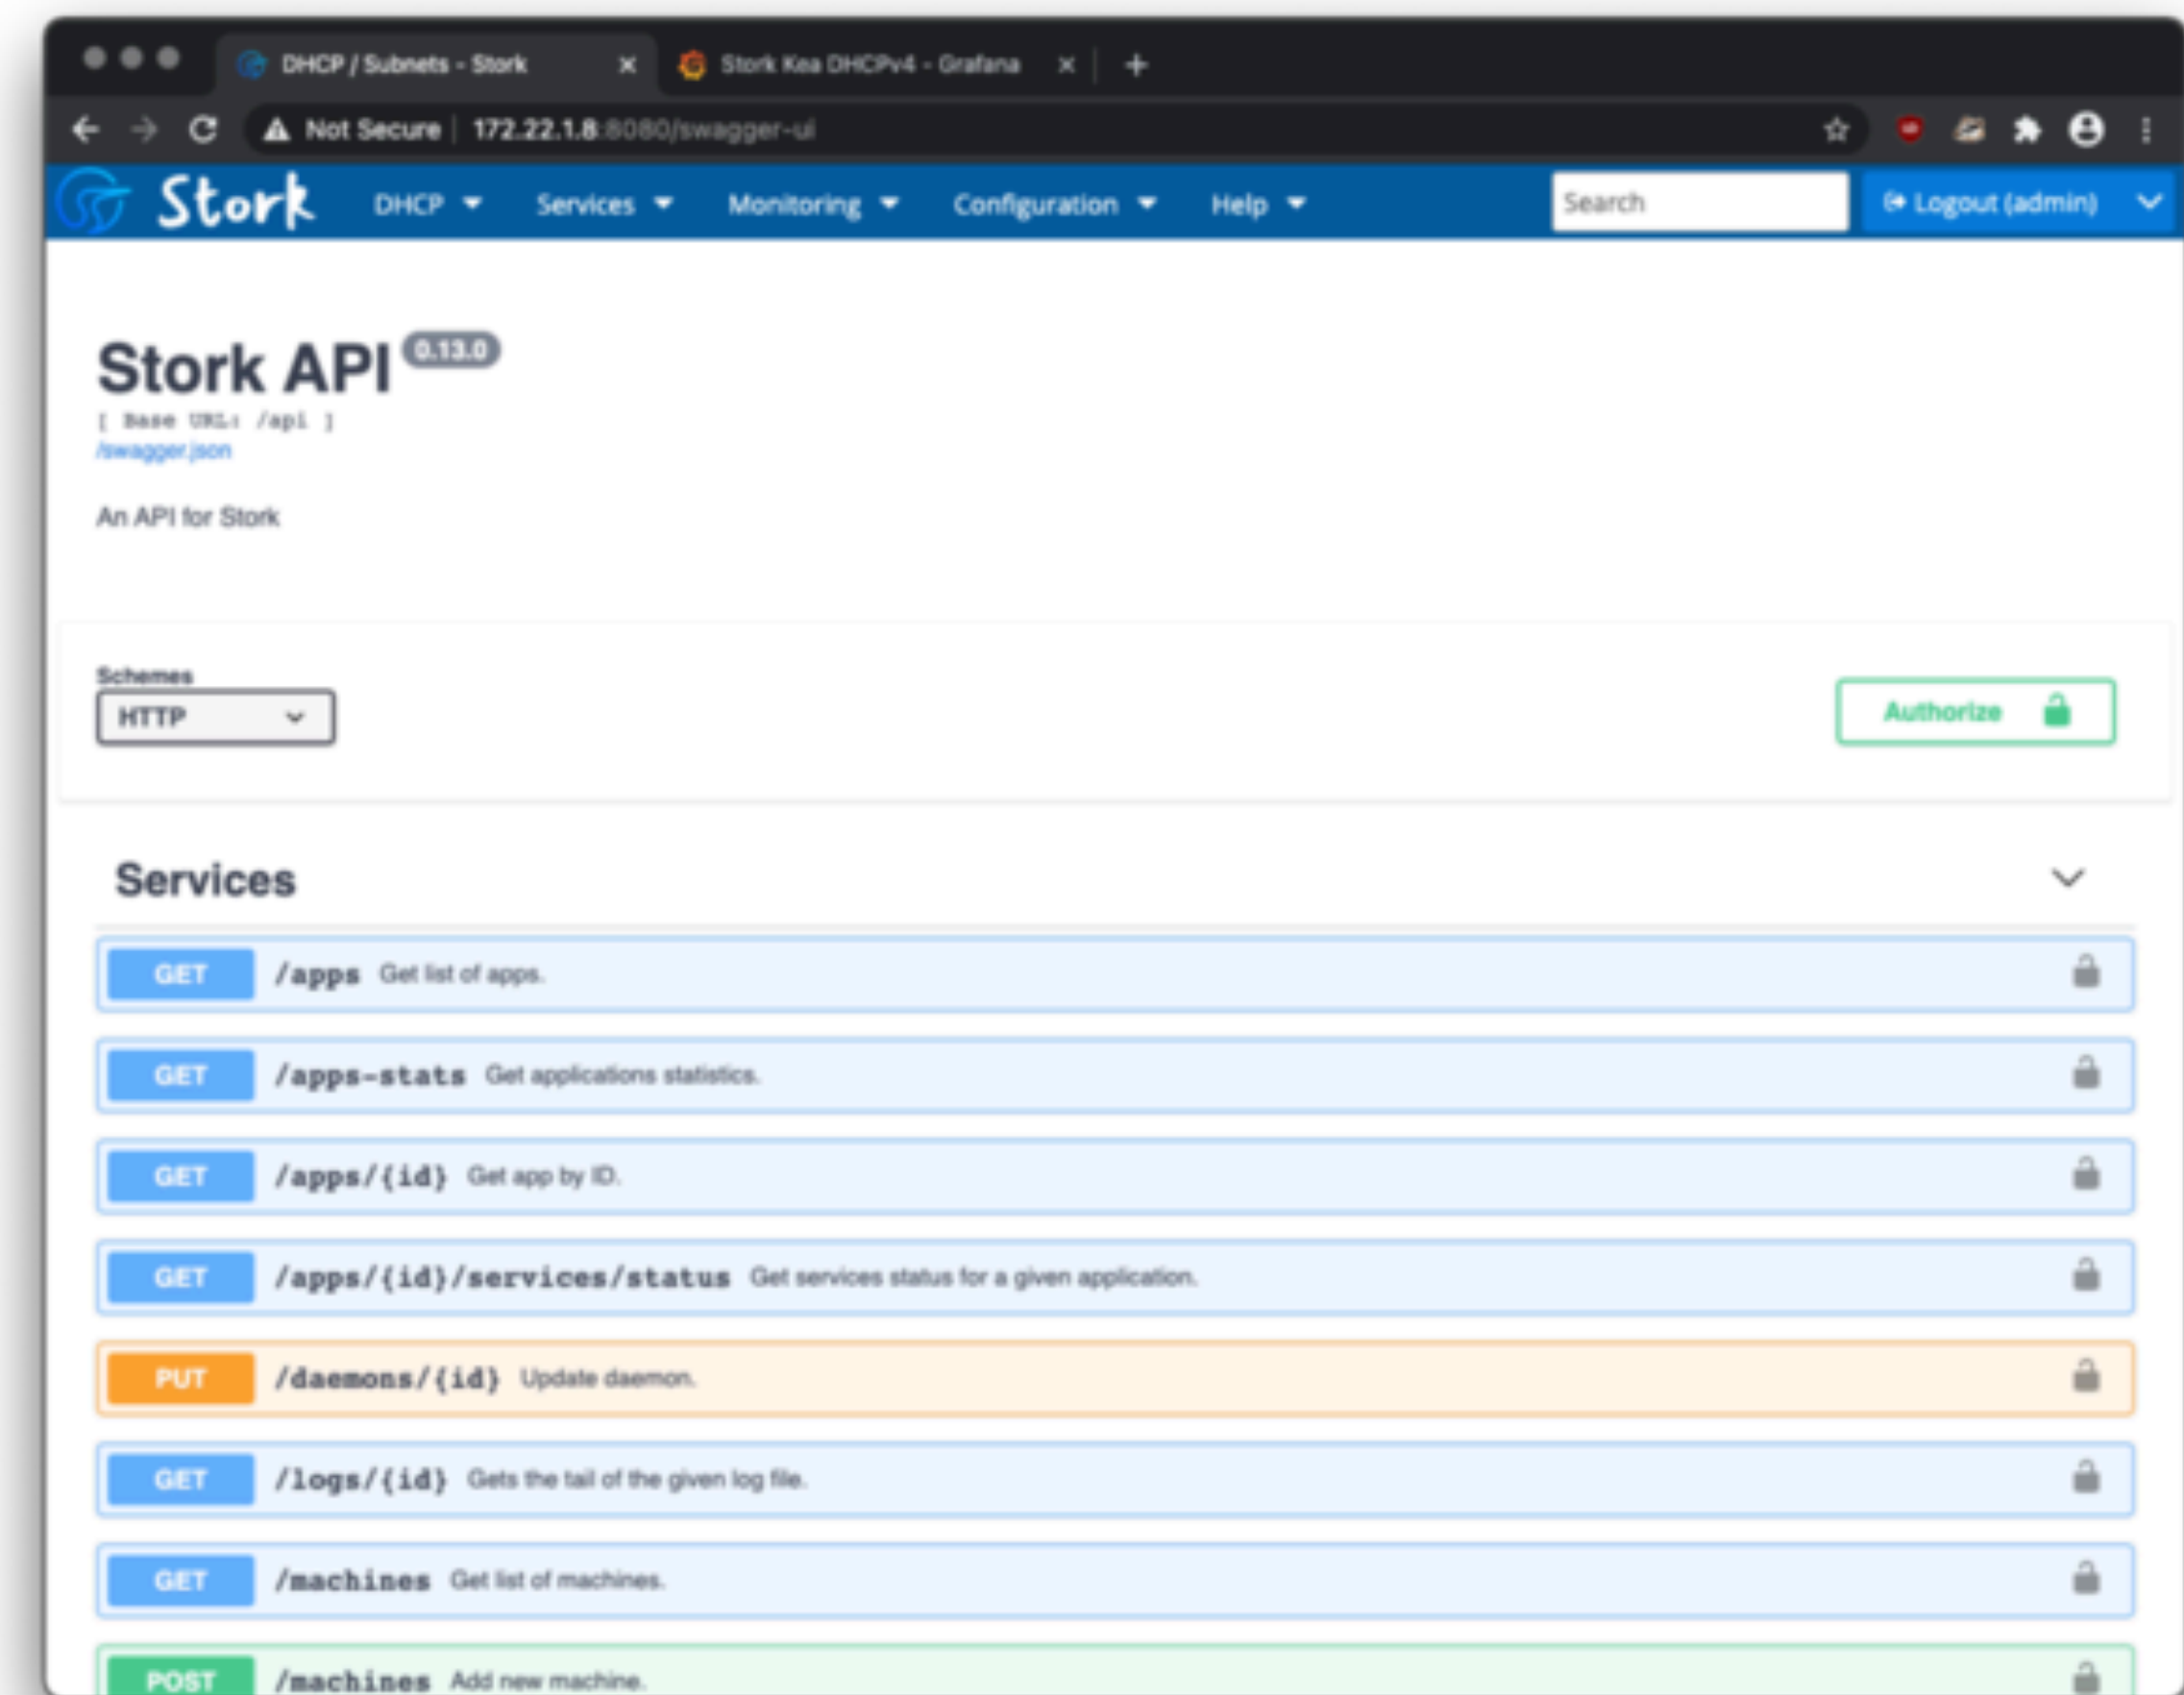 DHCP / Subnets - Stork
Stork Kea DHCPv4 - Grafana
Not Secure 172.22.1.8:8080/swagger-ui
Stork DHCP Services Monitoring Configuration Help Search Logout (admin)
Stork API 0.13.0
[ Base URL: /api ]
/swagger.json
An API for Stork
Schemes
HTTP
Authorize
Services
GET /apps Get list of apps.
GET /apps-stats Get applications statistics.
GET /apps/{id} Get app by ID.
GET /apps/{id}/services/status Get services status for a given application.
PUT /daemons/{id} Update daemon.
GET /logs/{id} Gets the tail of the given log file.
GET /machines Get list of machines.
POST /machines Add new machine.